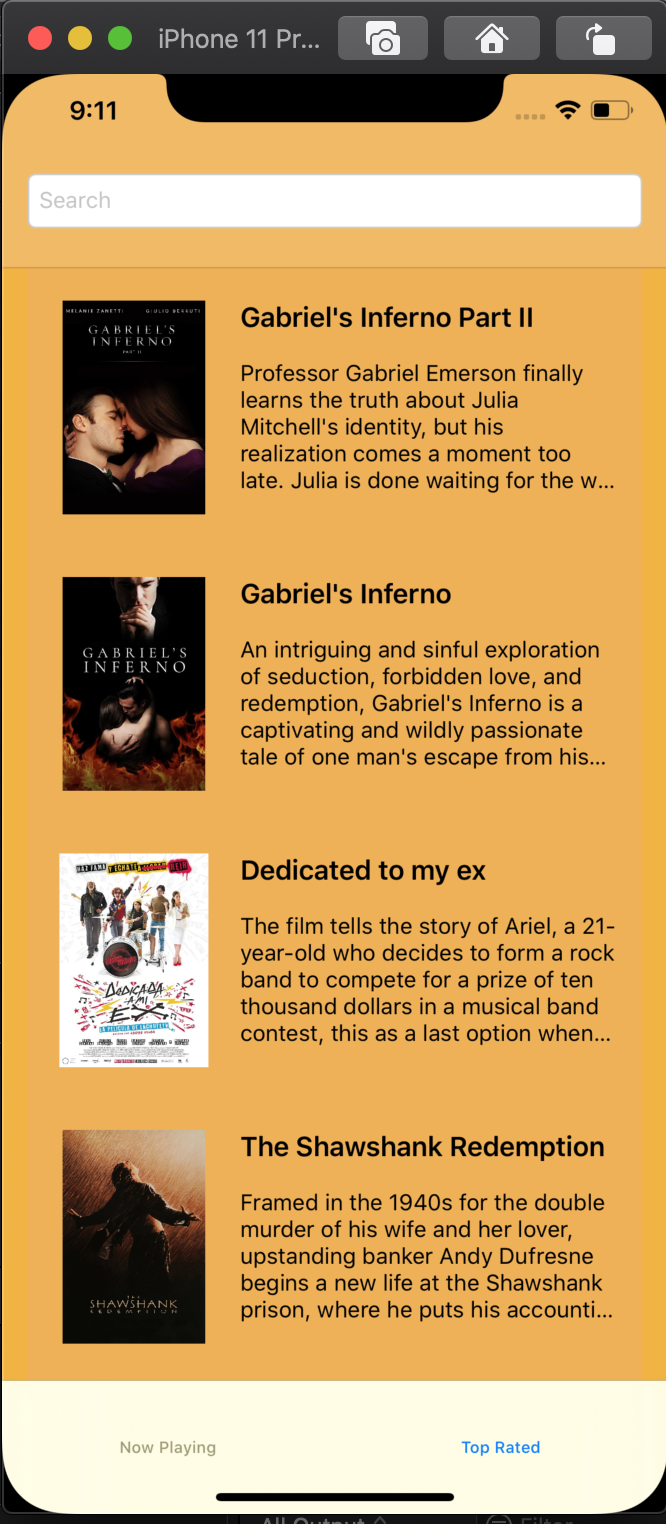 iPhone 11 Pr...
9:11
Search
MELANIE ZANETTI GIULIO BERRUTI
GABRIEL'S
INFERNO
PART II
Gabriel's Inferno Part II
Professor Gabriel Emerson finally
learns the truth about Julia
Mitchell's identity, but his
realization comes a moment too
late. Julia is done waiting for the w...
GABRIEL'S
INFERNO
Gabriel's Inferno
An intriguing and sinful exploration
of seduction, forbidden love, and
redemption, Gabriel's Inferno is a
captivating and wildly passionate
tale of one man's escape from his...
HAZ FAMA Y ÉCHATE A REIR
DEDICADA
A MI
EX
LA PELÍCULA DE
Dedicated to my ex
The film tells the story of Ariel, a 21-
year-old who decides to form a rock
band to compete for a prize of ten
thousand dollars in a musical band
contest, this as a last option when...
THE
SHAWSHANK
REDEMPTION
The Shawshank Redemption
Framed in the 1940s for the double
murder of his wife and her lover,
upstanding banker Andy Dufresne
begins a new life at the Shawshank
prison, where he puts his accounti...
Now Playing
Top Rated
All Output
Filter